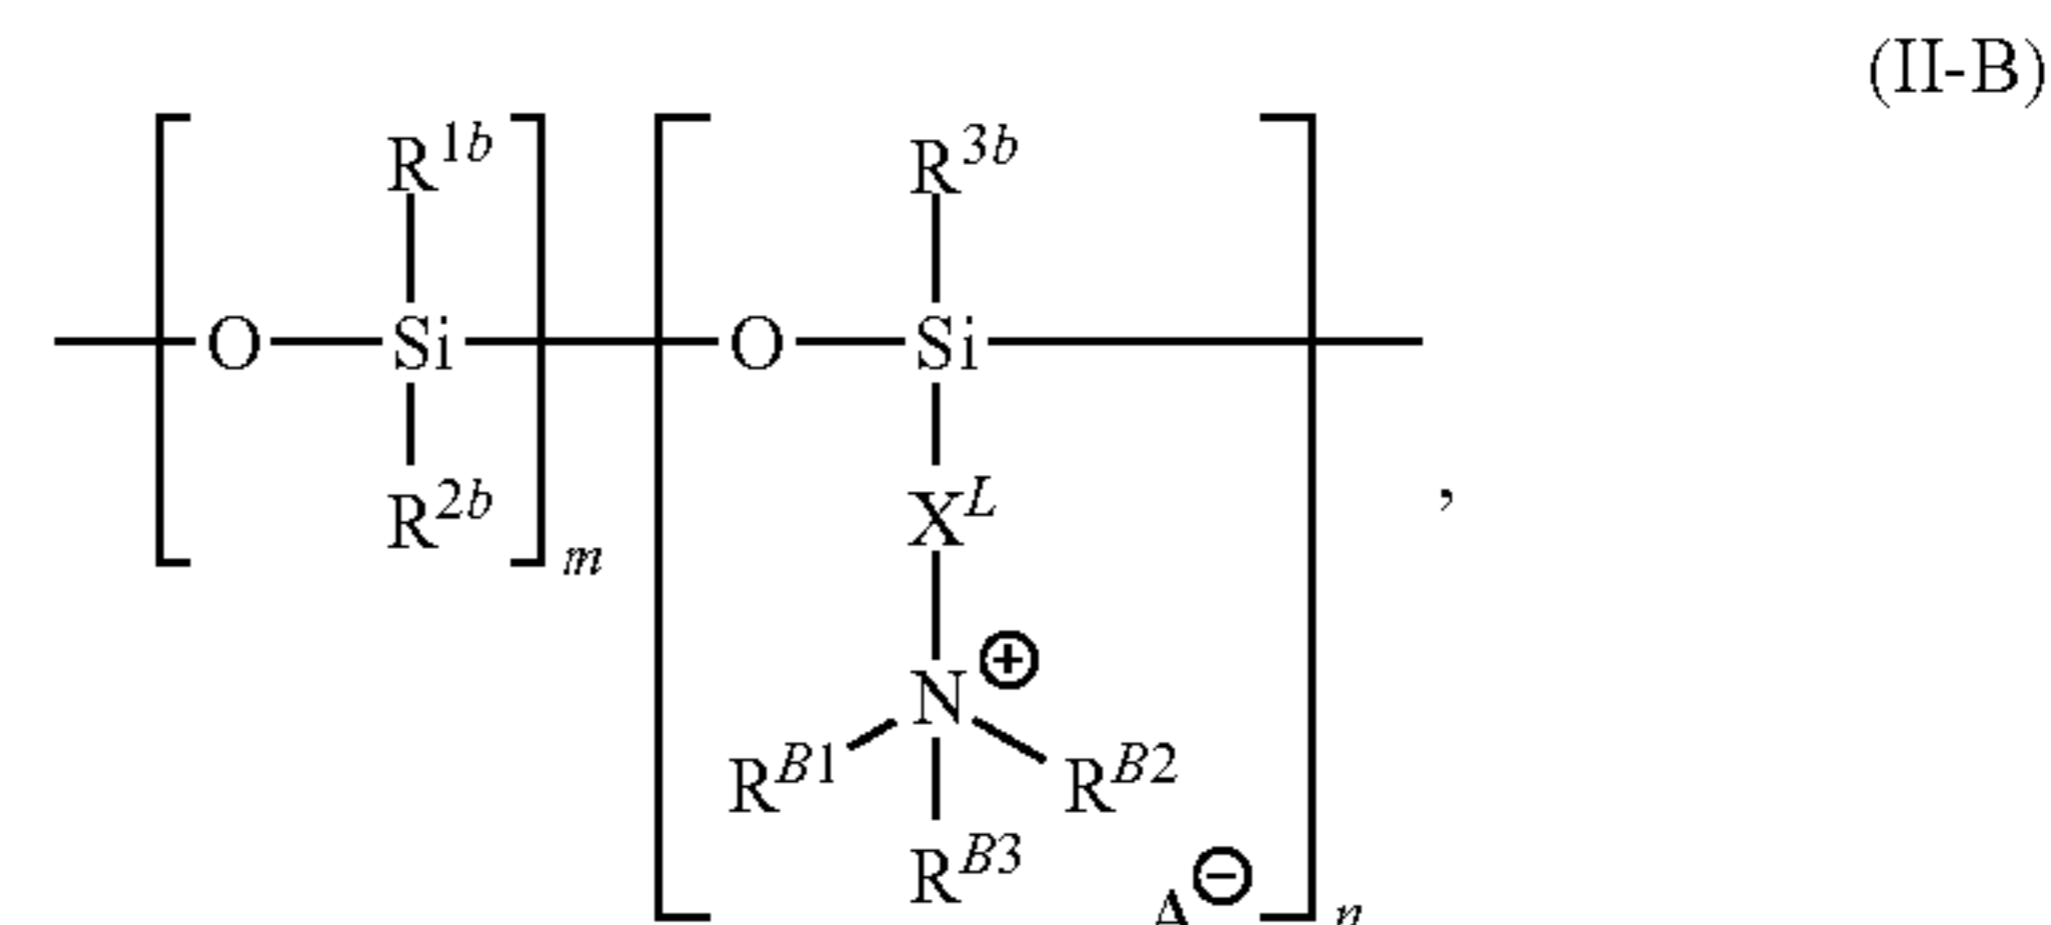 (II-B)
R1b R3b
O Si O Si
R2b m XL ,
N ⊕
RB1 RB2
RB3 A ⊖ n